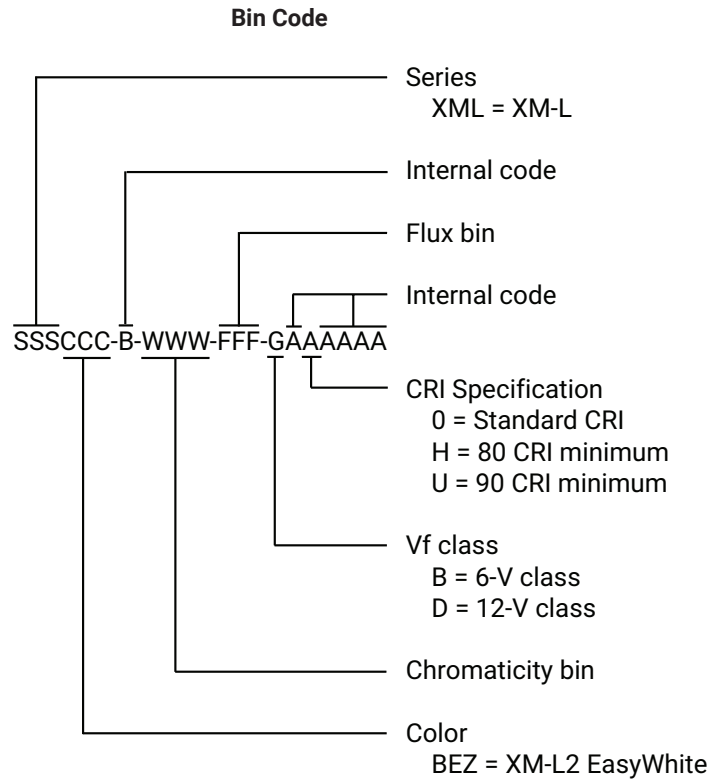 Bin Code
Series
XML = XM-L
Internal code
Flux bin
Internal code
SSSCCC-B-WWW-FFF-GAAAAAA
CRI Specification
0 = Standard CRI
H = 80 CRI minimum
U = 90 CRI minimum
Vf class
B = 6-V class
D = 12-V class
Chromaticity bin
Color
BEZ = XM-L2 EasyWhite